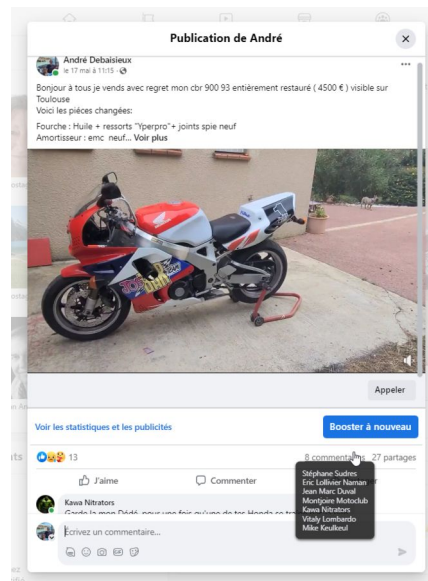 Publication de André
André Debaisieux
le 17 mai à 11:15 ·
Bonjour à tous je vends avec regret mon cbr 900 93 entièrement restauré ( 4500 € ) visible sur
Toulouse
Voici les pièces changées:
Fourche : Huile + ressorts "Yperpro"+ joints spie neuf
Amortisseur : emc neuf... Voir plus
Appeler
Voir les statistiques et les publicités
Booster à nouveau
13
8 commentaires 27 partages
J'aime
Commenter
Stéphane Sudres
Eric Lollivier Naman
Jean Marc Duval
Montjoire Motoclub
Kawa Nitrators
Vitaly Lombardo
Mike Keulkeul
Kawa Nitrators
Garde la mon Dédé, pour une fois qu'une de tes Honda se
Écrivez un commentaire...